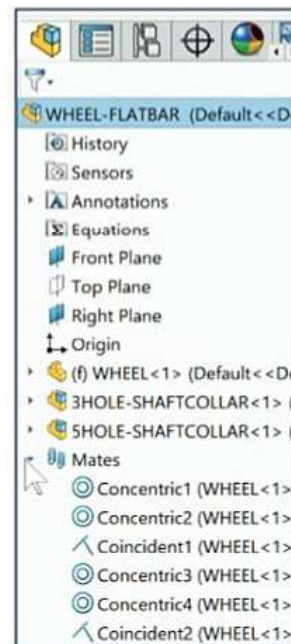 WHEEL-FLATBAR (Default<<De
History
Sensors
A Annotations
Equations
Front Plane
Top Plane
Right Plane
Origin
(f) WHEEL<1> (Default<<De
3HOLE-SHAFTCOLLAR<1> (
5HOLE-SHAFTCOLLAR<1> (
Mates
Concentric1 (WHEEL<1>
Concentric2 (WHEEL<1>
Coincident1 (WHEEL<1>
Concentric3 (WHEEL<1>
Concentric4 (WHEEL<1>
Coincident2 (WHEEL<1>